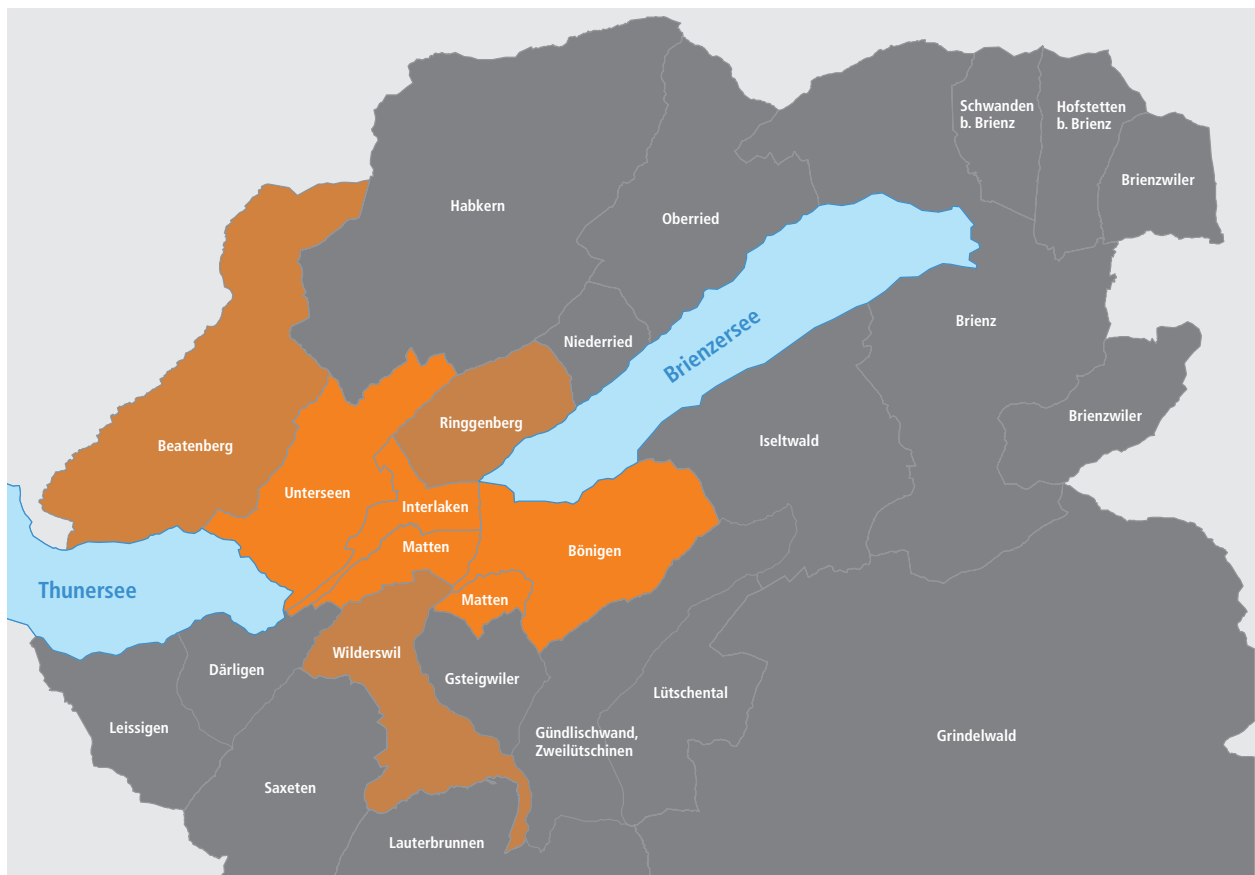 Schwanden
b. Brienz
Hofstetten
b. Brienz
Brienzwiler
Habkern
Oberried
Brienz
Niederried
Brienzersee
Brienzwiler
Ringgenberg
Iseltwald
Beatenberg
Unterseen
Interlaken
Matten
Bönigen
Thunersee
Matten
Wilderswil
Därligen
Gsteigwiler
Lütschental
Leissigen
Gündlischwand,
Zweilütschinen
Grindelwald
Saxeten
Lauterbrunnen